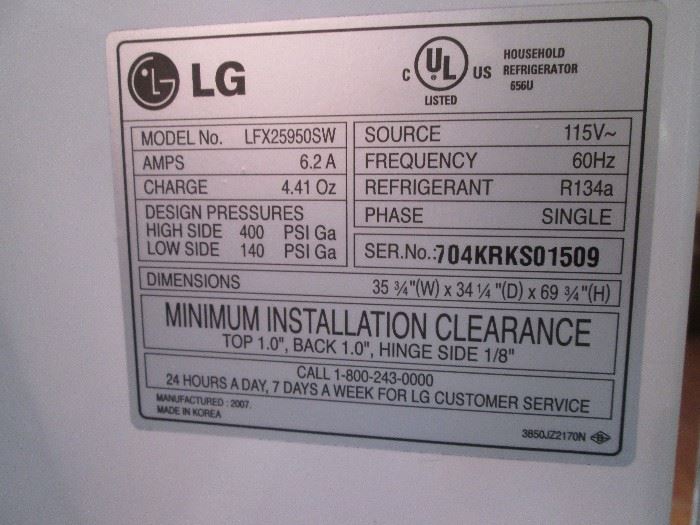 LG
C UL US
LISTED
HOUSEHOLD
REFRIGERATOR
656U
MODEL No. LFX25950SW
AMPS 6.2 A
CHARGE 4.41 Oz
DESIGN PRESSURES
HIGH SIDE 400 PSI Ga
LOW SIDE 140 PSI Ga
SOURCE 115V~
FREQUENCY 60Hz
REFRIGERANT R134a
PHASE SINGLE
SER.No.:704KRKS01509
DIMENSIONS 35 ¾"(W) x 34 ¼ "(D) x 69 ¾"(H)
MINIMUM INSTALLATION CLEARANCE
TOP 1.0", BACK 1.0", HINGE SIDE 1/8"
CALL 1-800-243-0000
24 HOURS A DAY, 7 DAYS A WEEK FOR LG CUSTOMER SERVICE
MANUFACTURED : 2007.
MADE IN KOREA
3850JZ2170N